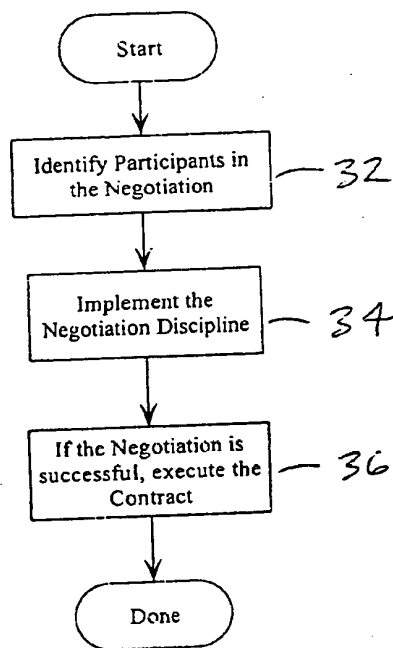 Start
Identify Participants in
the Negotiation
32
Implement the
Negotiation Discipline
34
If the Negotiation is
successful, execute the
Contract
36
Done